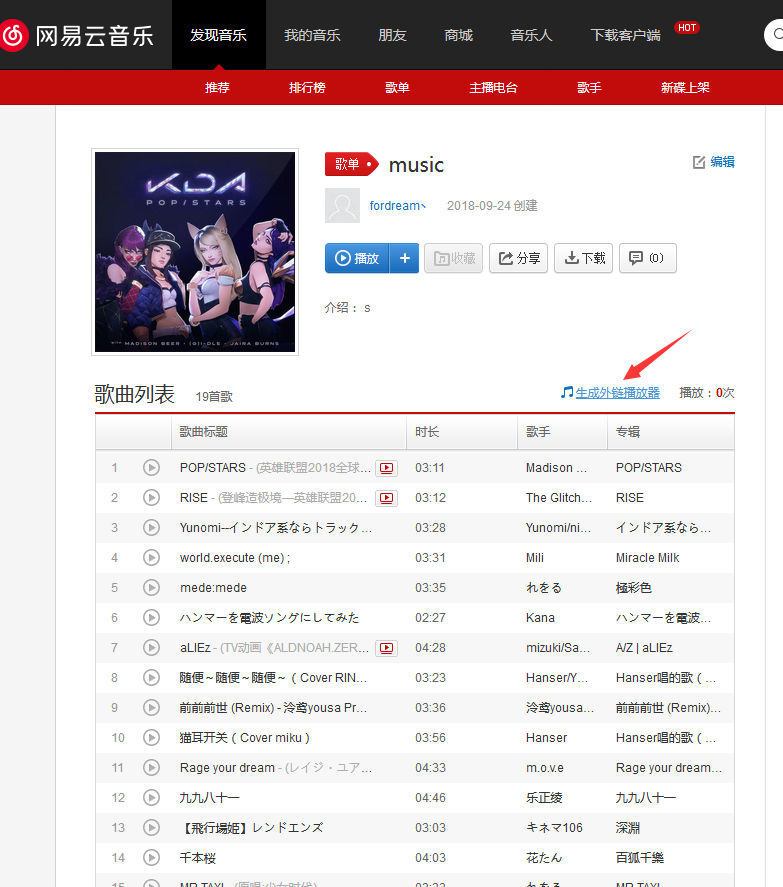 网易云音乐
发现音乐 我的音乐 朋友 商城 音乐人 下载客户端 HOT
推荐 排行榜 歌单 主播电台 歌手 新碟上架
K/DA
POP/STARS
WITH MADISON BEER · (G)I-DLE · JAIRA BURNS
歌单 music 编辑
fordream丶 2018-09-24 创建
播放 + 收藏 分享 下载 (0)
介绍： s
歌曲列表 19首歌 生成外链播放器 播放：0次
歌曲标题 时长 歌手 专辑
1 POP/STARS - (英雄联盟2018全球... 03:11 Madison ... POP/STARS
2 RISE - (登峰造极境—英雄联盟20... 03:12 The Glitch... RISE
3 Yunomi--インドア系ならトラック... 03:28 Yunomi/ni... インドア系なら...
4 world.execute (me) ; 03:31 Mili Miracle Milk
5 mede:mede 03:35 れをる 極彩色
6 ハンマーを電波ソングにしてみた 02:27 Kana ハンマーを電波...
7 aLIEz - (TV动画《ALDNOAH.ZER... 04:28 mizuki/Sa... A/Z | aLIEz
8 随便～随便～随便～（Cover RIN... 03:23 Hanser/Y... Hanser唱的歌（...
9 前前前世 (Remix) - 泠鸢yousa Pr... 03:36 泠鸢yousa... 前前前世 (Remix)...
10 猫耳开关（Cover miku） 03:56 Hanser Hanser唱的歌（...
11 Rage your dream - (レイジ・ユア... 04:33 m.o.v.e Rage your dream...
12 九九八十一 04:46 乐正绫 九九八十一
13 【飛行場姫】レンドエンズ 03:03 キネマ106 深淵
14 千本桜 04:03 花たん 百狐千樂